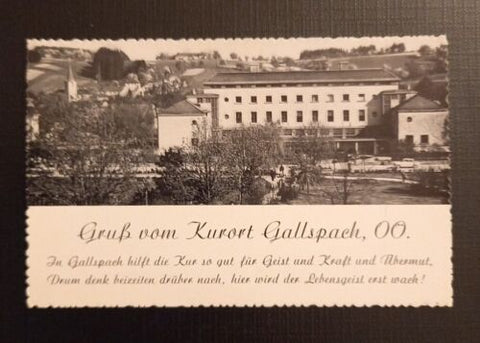 Gruß vom Kurort Gallspach, OÖ.
In Gallspach hilft die Kur so gut für Geist und Kraft und Übermut,
Drum denk beizeiten drüber nach, hier wird der Lebensgeist erst wach!